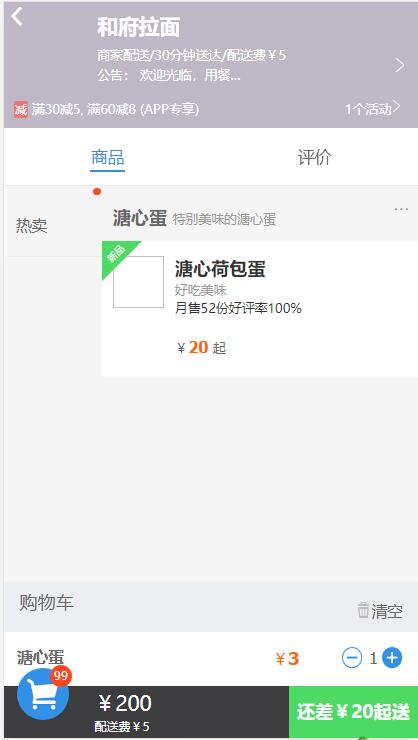 和府拉面
商家配送/30分钟送达/配送费￥5
公告： 欢迎光临，用餐...
减 满30减5, 满60减8 (APP专享)
1个活动
商品
评价
热卖
溏心蛋 特别美味的溏心蛋
...
新品
溏心荷包蛋
好吃美味
月售52份好评率100%
￥20 起
购物车
清空
溏心蛋
￥3
1
99
￥200
配送费￥5
还差￥20起送